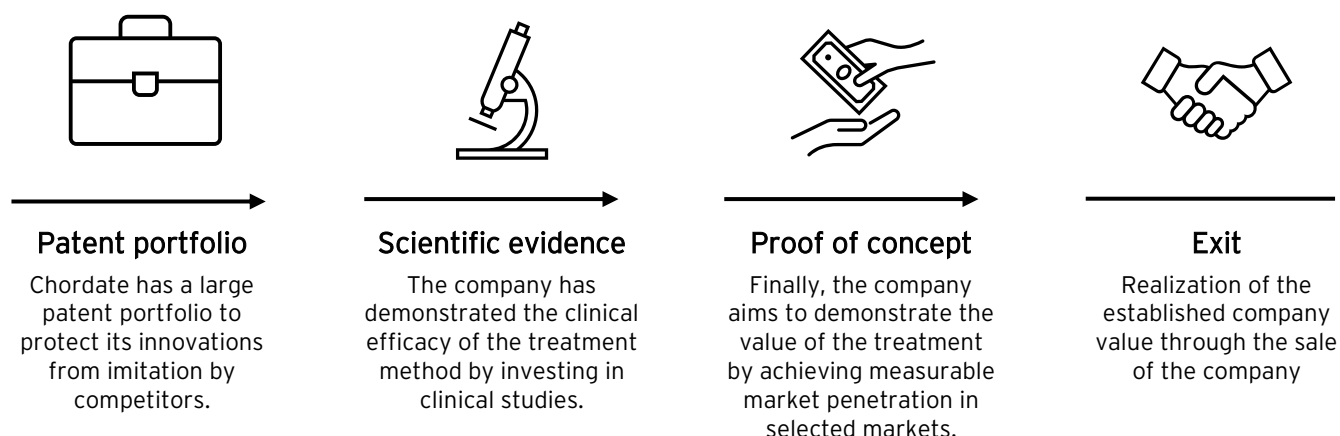 Patent portfolio
Chordate has a large
patent portfolio to
protect its innovations
from imitation by
competitors.
Scientific evidence
The company has
demonstrated the clinical
efficacy of the treatment
method by investing in
clinical studies.
Proof of concept
Finally, the company
aims to demonstrate the
value of the treatment
by achieving measurable
market penetration in
selected markets.
Exit
Realization of the
established company
value through the sale
of the company